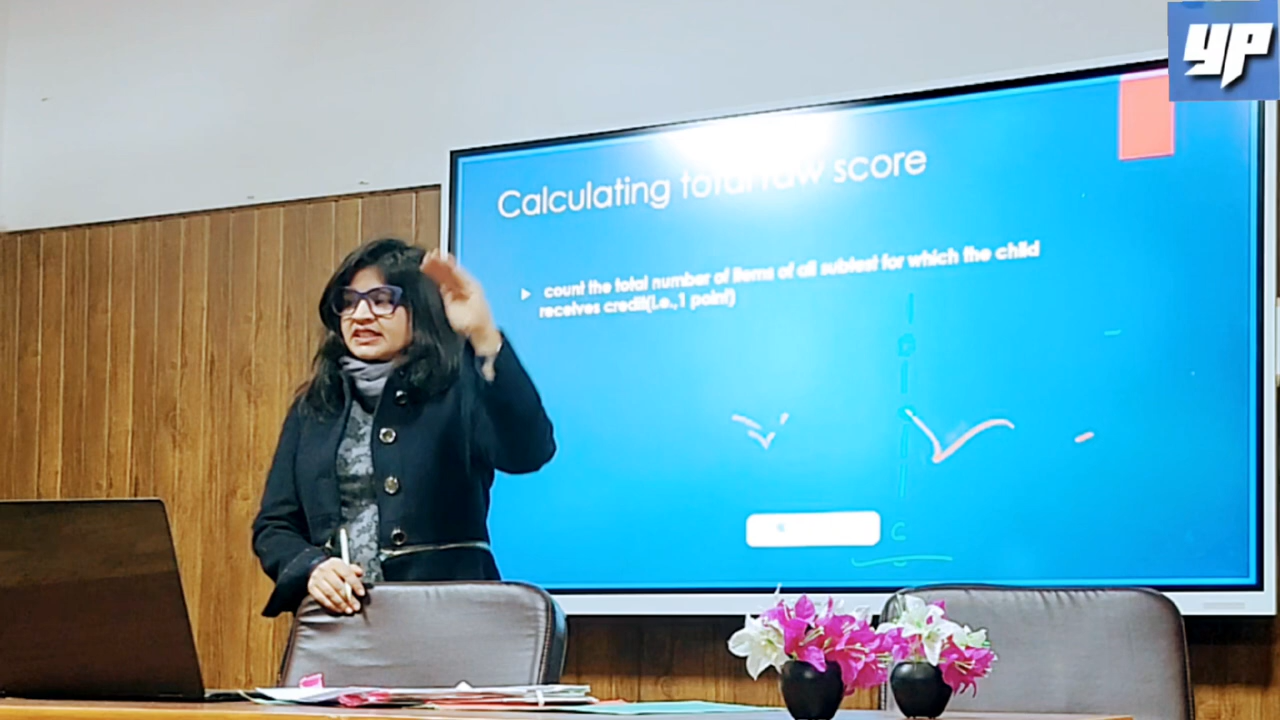 YP
Calculating total raw score
count the total number of items of all subtest for which the child
receives credit(i.e.,1 point)